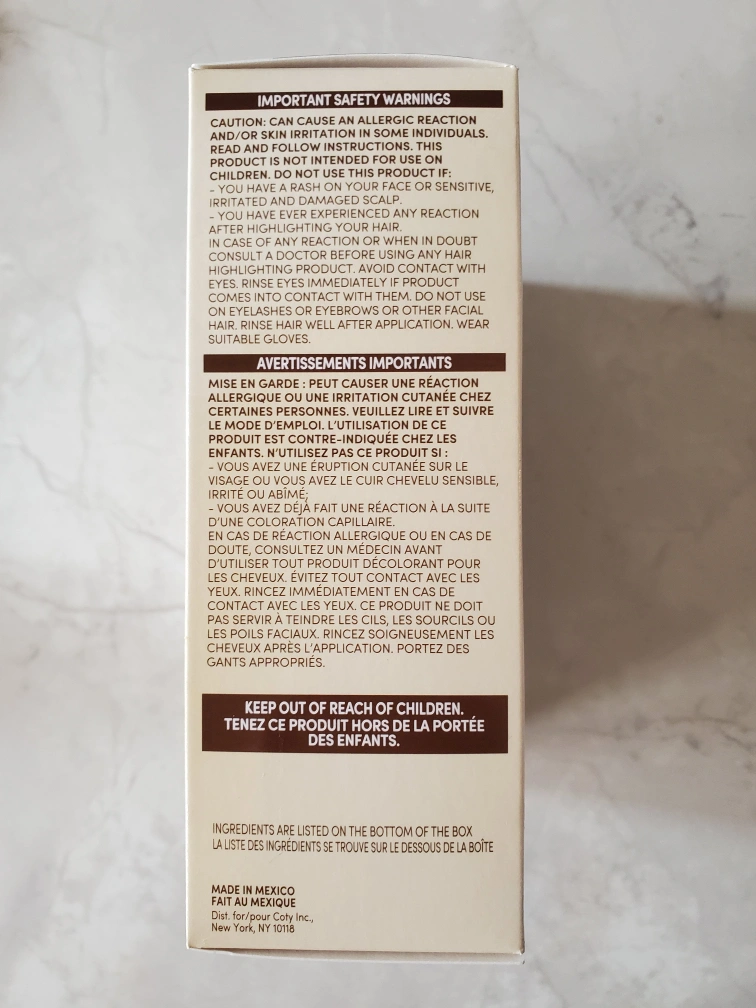 IMPORTANT SAFETY WARNINGS
CAUTION: CAN CAUSE AN ALLERGIC REACTION
AND/OR SKIN IRRITATION IN SOME INDIVIDUALS.
READ AND FOLLOW INSTRUCTIONS. THIS
PRODUCT IS NOT INTENDED FOR USE ON
CHILDREN. DO NOT USE THIS PRODUCT IF:
- YOU HAVE A RASH ON YOUR FACE OR SENSITIVE,
IRRITATED AND DAMAGED SCALP.
- YOU HAVE EVER EXPERIENCED ANY REACTION
AFTER HIGHLIGHTING YOUR HAIR.
IN CASE OF ANY REACTION OR WHEN IN DOUBT
CONSULT A DOCTOR BEFORE USING ANY HAIR
HIGHLIGHTING PRODUCT. AVOID CONTACT WITH
EYES. RINSE EYES IMMEDIATELY IF PRODUCT
COMES INTO CONTACT WITH THEM. DO NOT USE
ON EYELASHES OR EYEBROWS OR OTHER FACIAL
HAIR. RINSE HAIR WELL AFTER APPLICATION. WEAR
SUITABLE GLOVES.
AVERTISSEMENTS IMPORTANTS
MISE EN GARDE : PEUT CAUSER UNE RÉACTION
ALLERGIQUE OU UNE IRRITATION CUTANÉE CHEZ
CERTAINES PERSONNES. VEUILLEZ LIRE ET SUIVRE
LE MODE D'EMPLOI. L'UTILISATION DE CE
PRODUIT EST CONTRE-INDIQUÉE CHEZ LES
ENFANTS. N'UTILISEZ PAS CE PRODUIT SI :
- VOUS AVEZ UNE ÉRUPTION CUTANÉE SUR LE
VISAGE OU VOUS AVEZ LE CUIR CHEVELU SENSIBLE,
IRRITÉ OU ABÎMÉ;
- VOUS AVEZ DÉJÀ FAIT UNE RÉACTION À LA SUITE
D'UNE COLORATION CAPILLAIRE.
EN CAS DE RÉACTION ALLERGIQUE OU EN CAS DE
DOUTE, CONSULTEZ UN MÉDECIN AVANT
D'UTILISER TOUT PRODUIT DÉCOLORANT POUR
LES CHEVEUX. ÉVITEZ TOUT CONTACT AVEC LES
YEUX. RINCEZ IMMÉDIATEMENT EN CAS DE
CONTACT AVEC LES YEUX. CE PRODUIT NE DOIT
PAS SERVIR À TEINDRE LES CILS, LES SOURCILS OU
LES POILS FACIAUX. RINCEZ SOIGNEUSEMENT LES
CHEVEUX APRÈS L'APPLICATION. PORTEZ DES
GANTS APPROPRIÉS.
KEEP OUT OF REACH OF CHILDREN.
TENEZ CE PRODUIT HORS DE LA PORTÉE
DES ENFANTS.
INGREDIENTS ARE LISTED ON THE BOTTOM OF THE BOX
LA LISTE DES INGRÉDIENTS SE TROUVE SUR LE DESSOUS DE LA BOÎTE
MADE IN MEXICO
FAIT AU MEXIQUE
Dist. for/pour Coty Inc.,
New York, NY 10118